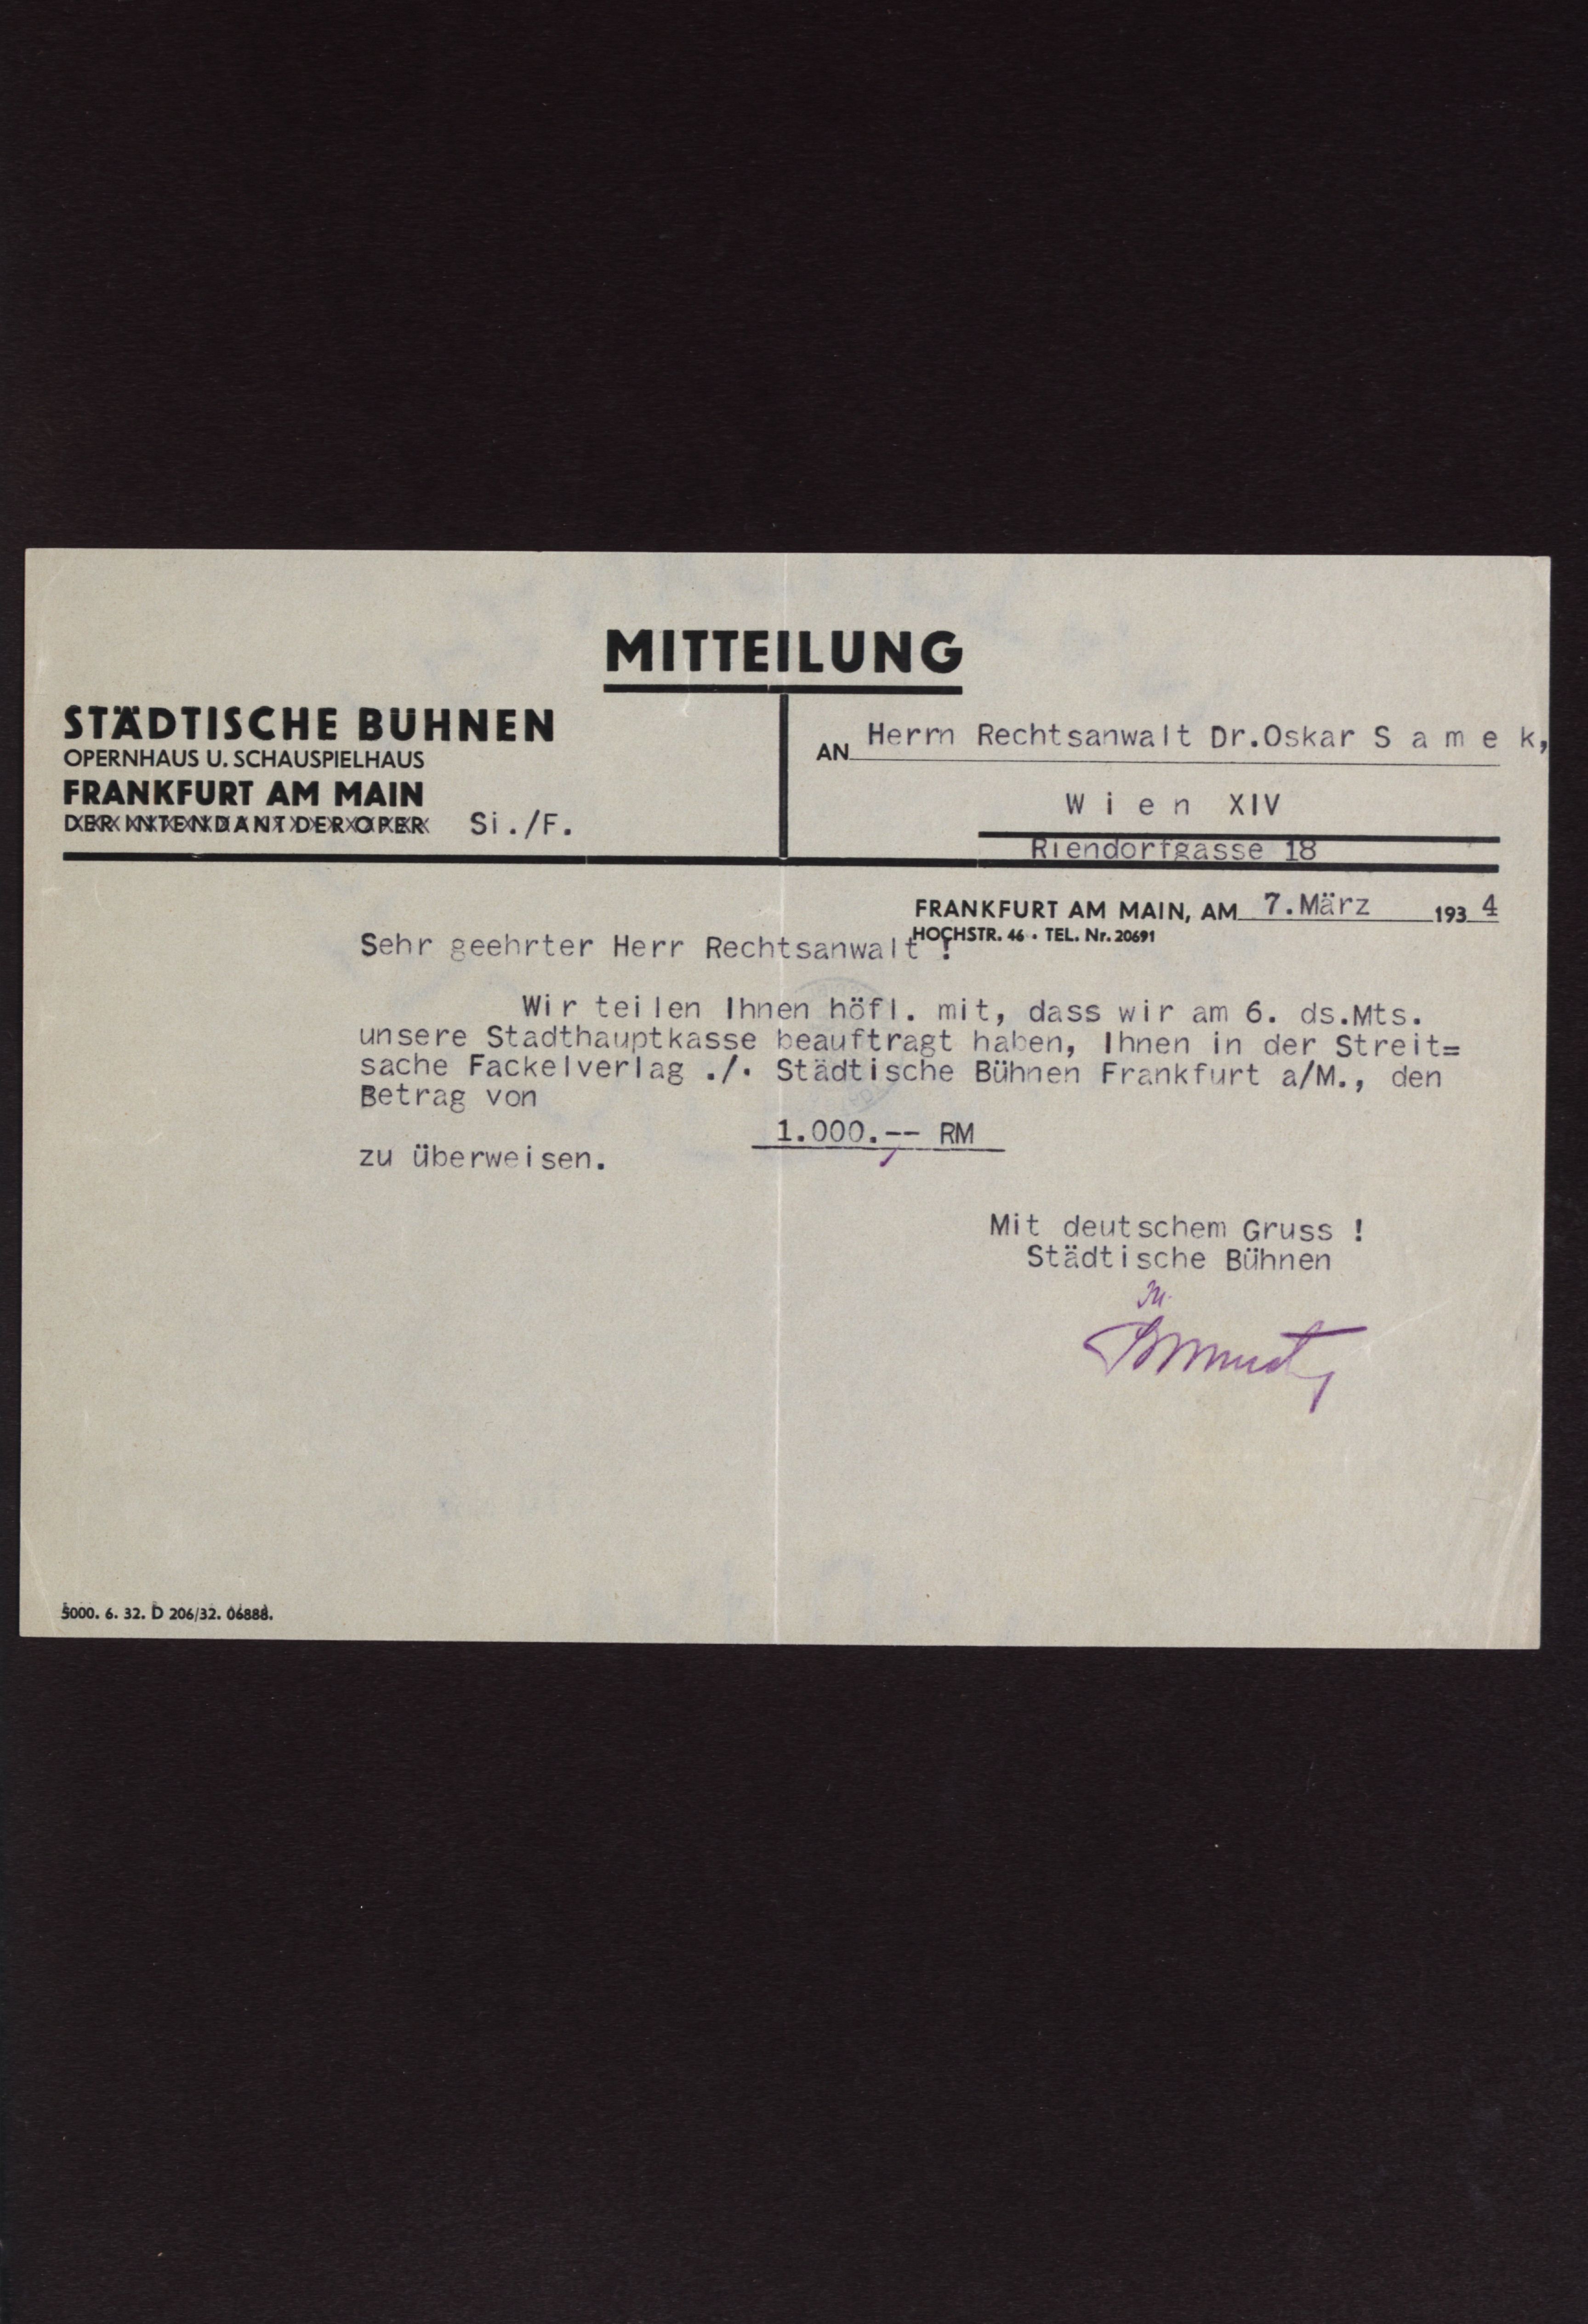 MITTEILUNG
STÄDTISCHE BÜHNEN
OPERNHAUS U. SCHAUSPIELHAUS
FRANKFURT AM MAIN
DER INTENDANT DER OPER Si./F.
AN Herrn Rechtsanwalt Dr.Oskar S a m e k,
W i e n XIV
Riendorfgasse 18
FRANKFURT AM MAIN, AM 7.März 1934
HOCHSTR. 46 · TEL. Nr. 20691
Sehr geehrter Herr Rechtsanwalt !
Wir teilen Ihnen höfl. mit, dass wir am 6. ds.Mts.
unsere Stadthauptkasse beauftragt haben, Ihnen in der Streit=
sache Fackelverlag ./. Städtische Bühnen Frankfurt a/M., den
Betrag von
1.000.-- RM
zu überweisen.
Mit deutschem Gruss !
Städtische Bühnen
5000. 6. 32. D 206/32. 06888.